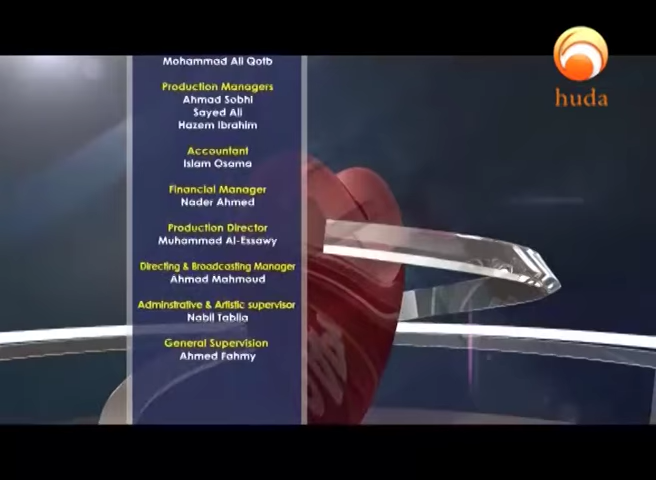 huda
Mohammad Ali Qotb
Production Managers
Ahmad Sobhi
Sayed Ali
Hazem Ibrahim
Accountant
Islam Osama
Financial Manager
Nader Ahmed
Production Director
Muhammad Al-Essawy
Directing & Broadcasting Manager
Ahmad Mahmoud
Adminstrative & Artistic supervisor
Nabil Tablia
General Supervision
Ahmed Fahmy